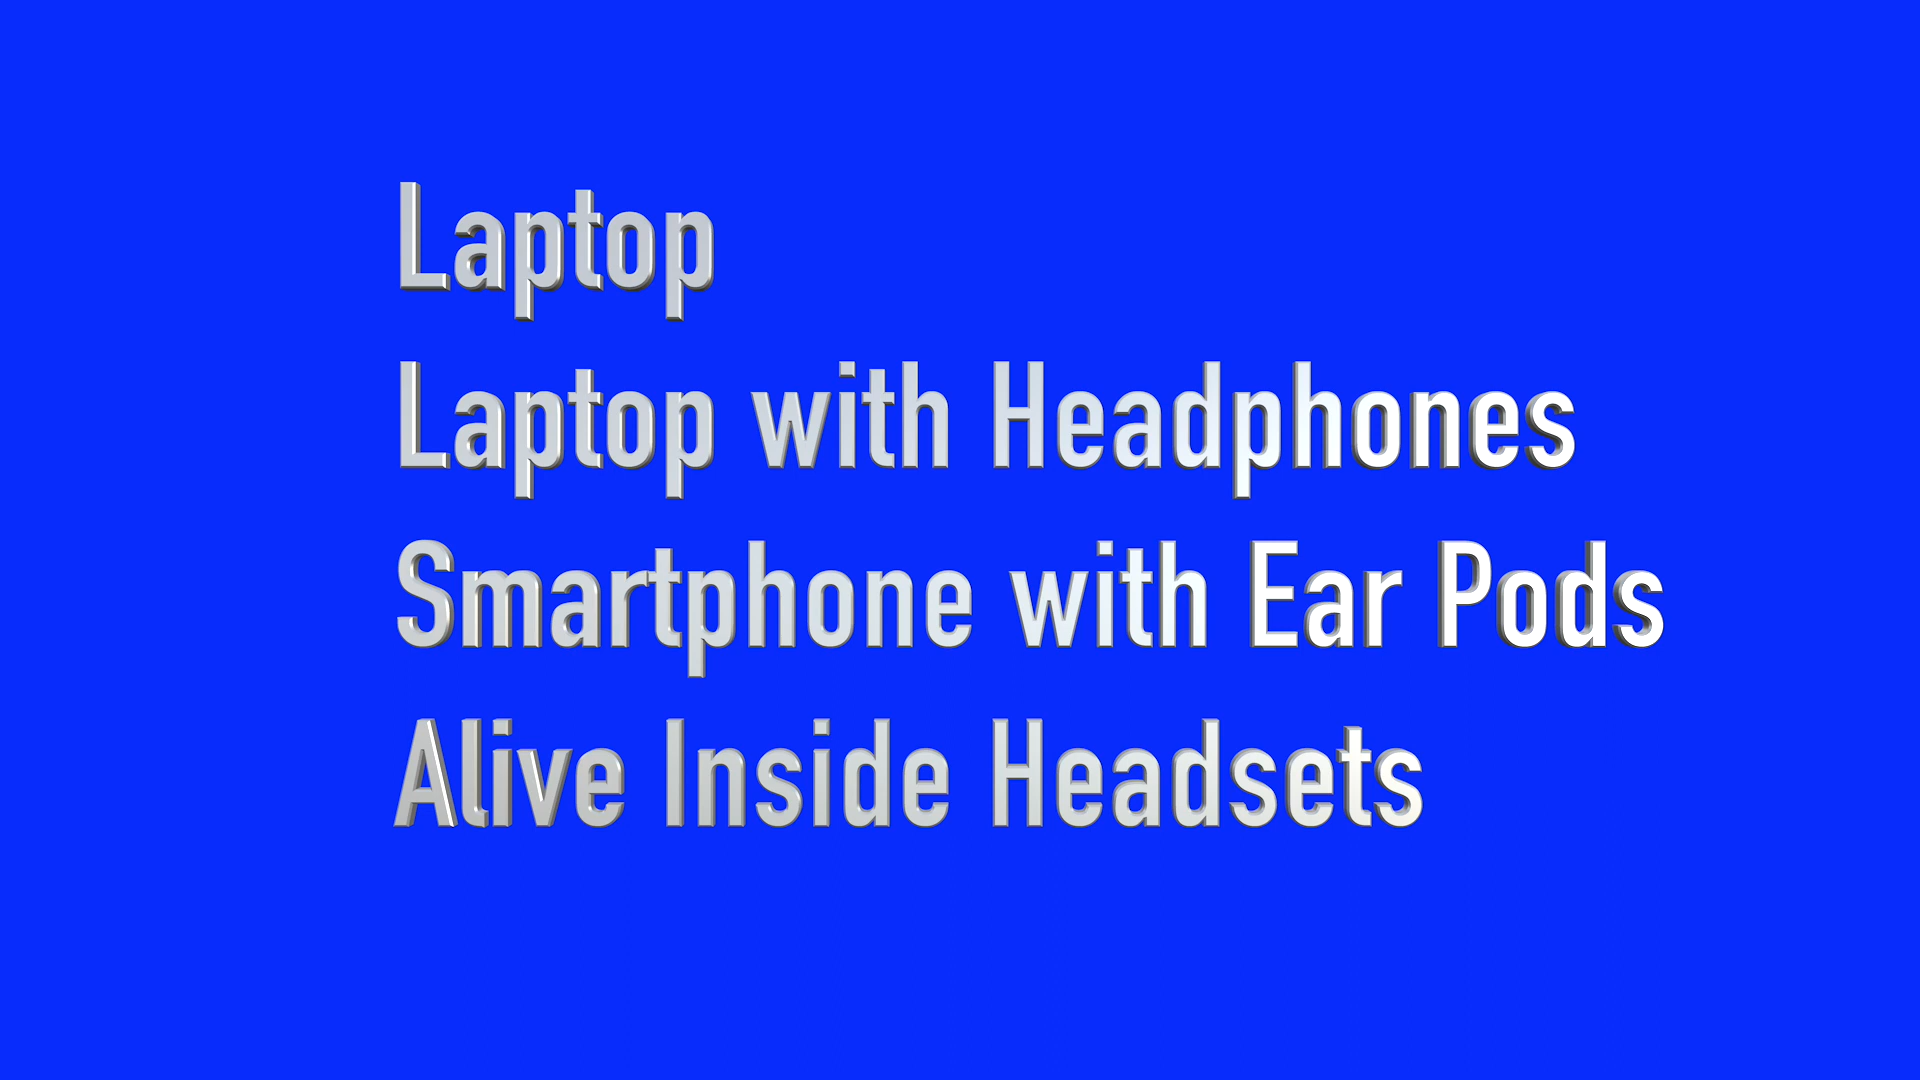 Laptop
Laptop with Headphones
Smartphone with Ear Pods
Alive Inside Headsets